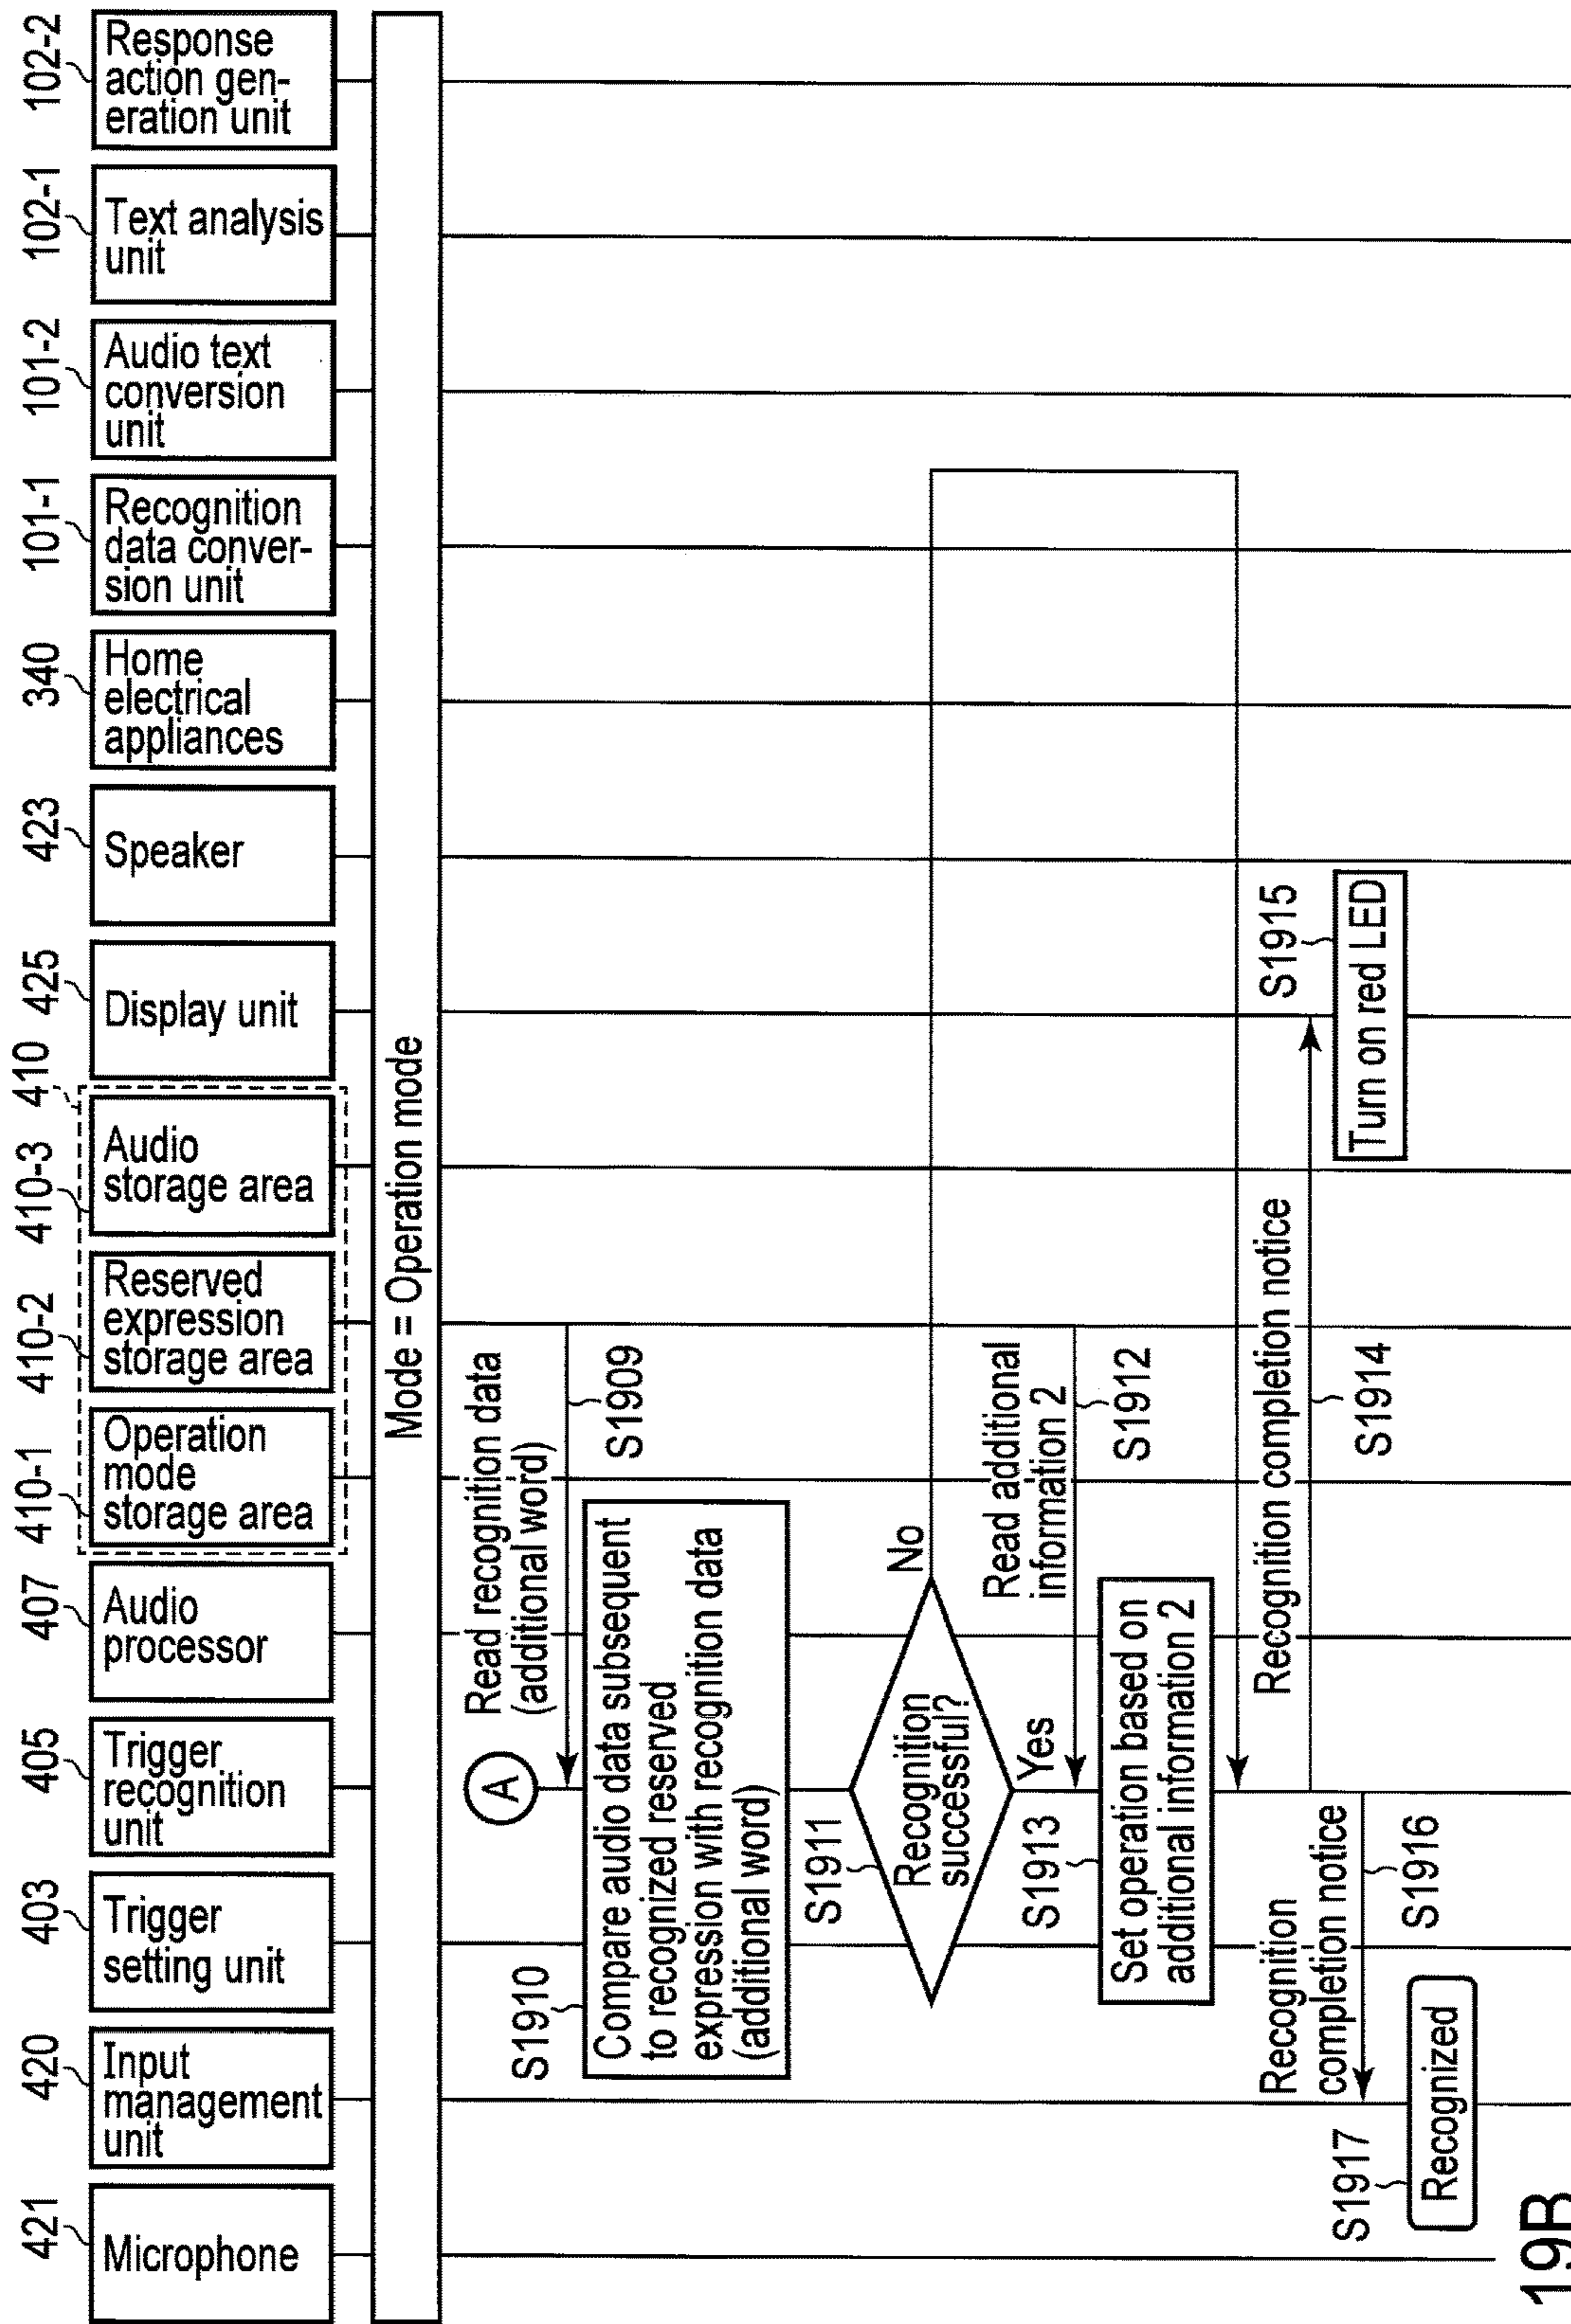 421
Microphone
420
Input
management
unit
403
Trigger
setting unit
405
Trigger
recognition
unit
407
Audio
processor
410-1
Operation
mode
storage area
410-2
Reserved
expression
storage area
410-3
Audio
storage area
410
425
Display unit
423
Speaker
340
Home
electrical
appliances
101-1
Recognition
data conver-
sion unit
101-2
Audio text
conversion
unit
102-1
Text analysis
unit
102-2
Response
action gen-
eration unit
Mode = Operation mode
A
Read recognition data
(additional word)
S1909
S1910
Compare audio data subsequent
to recognized reserved
expression with recognition data
(additional word)
S1911
Recognition
successful?
No
Yes
Read additional
information 2
S1912
S1913
Set operation based on
additional information 2
Recognition completion notice
S1914
S1915
Turn on red LED
Recognition
completion notice
S1916
S1917
Recognized
19B